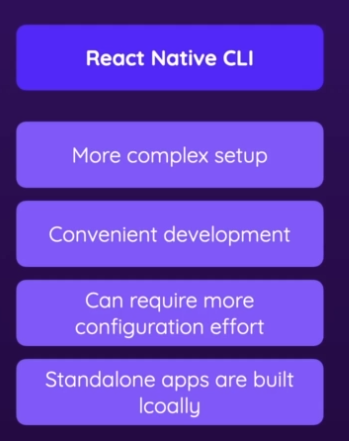 React Native CLI
More complex setup
Convenient development
Can require more
configuration effort
Standalone apps are built
lcoally